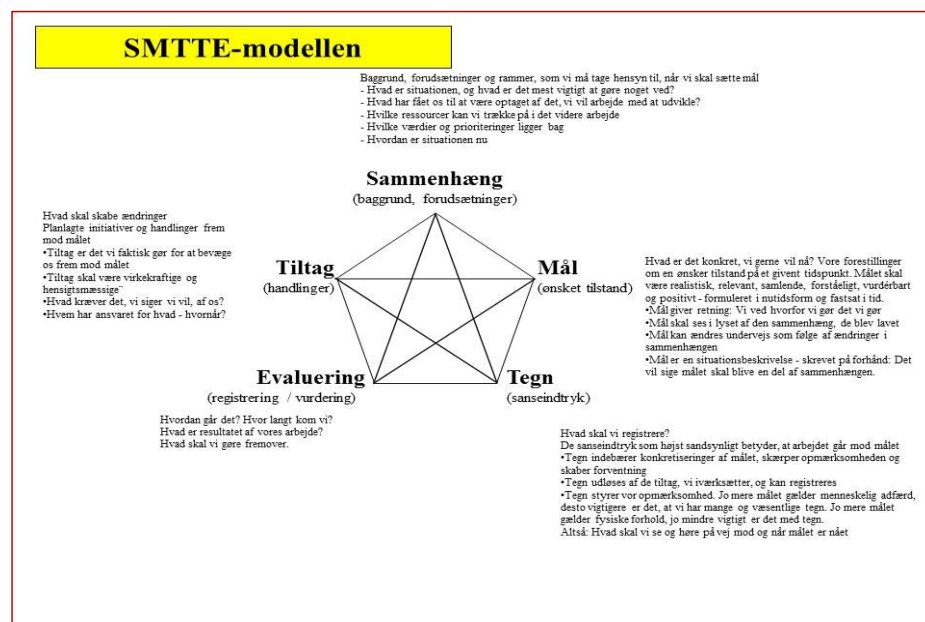 SMTTE-modellen
Baggrund, forudsætninger og rammer, som vi må tage hensyn til, når vi skal sætte mål
- Hvad er situationen, og hvad er det mest vigtigt at gøre noget ved?
- Hvad har fået os til at være optaget af det, vi vil arbejde med at udvikle?
- Hvilke ressourcer kan vi trække på i det videre arbejde
- Hvilke værdier og prioriteringer ligger bag
- Hvordan er situationen nu
Sammenhæng
(baggrund, forudsætninger)
Hvad skal skabe ændringer
Planlagte initiativer og handlinger frem
mod målet
•Tiltag er det vi faktisk gør for at bevæge
os frem mod målet
•Tiltag skal være virkekraftige og
hensigtsmæssige¨
•Hvad kræver det, vi siger vi vil, af os?
•Hvem har ansvaret for hvad - hvornår?
Tiltag
(handlinger)
Mål
(ønsket tilstand)
Hvad er det konkret, vi gerne vil nå? Vore forestillinger
om en ønsker tilstand på et givent tidspunkt. Målet skal
være realistisk, relevant, samlende, forståeligt, vurdérbart
og positivt - formuleret i nutidsform og fastsat i tid.
•Mål giver retning: Vi ved hvorfor vi gør det vi gør
•Mål skal ses i lyset af den sammenhæng, de blev lavet
•Mål kan ændres undervejs som følge af ændringer i
sammenhængen
•Mål er en situationsbeskrivelse - skrevet på forhånd: Det
vil sige målet skal blive en del af sammenhængen.
Evaluering
(registrering / vurdering)
Hvordan går det? Hvor langt kom vi?
Hvad er resultatet af vores arbejde?
Hvad skal vi gøre fremover.
Tegn
(sanseindtryk)
Hvad skal vi registrere?
De sanseindtryk som højst sandsynligt betyder, at arbejdet går mod målet
•Tegn indebærer konkretiseringer af målet, skærper opmærksomheden og
skaber forventning
•Tegn udløses af de tiltag, vi iværksætter, og kan registreres
•Tegn styrer vor opmærksomhed. Jo mere målet gælder menneskelig adfærd,
desto vigtigere er det, at vi har mange og væsentlige tegn. Jo mere målet
gælder fysiske forhold, jo mindre vigtigt er det med tegn.
Altså: Hvad skal vi se og høre på vej mod og når målet er nået